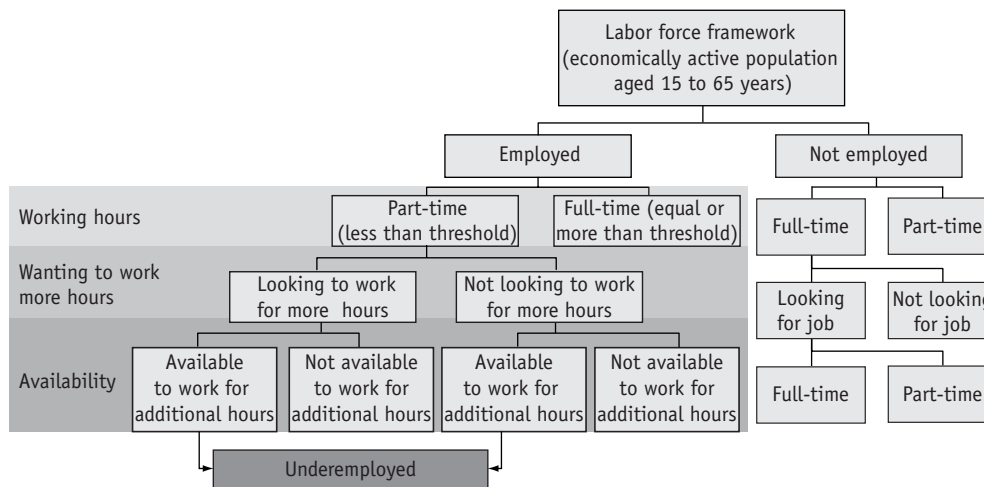 Labor force framework
(economically active population
aged 15 to 65 years)
Employed
Not employed
Working hours
Part-time
(less than threshold)
Full-time (equal or
more than threshold)
Full-time
Part-time
Wanting to work
more hours
Looking to work
for more hours
Not looking to work
for more hours
Looking
for job
Not looking
for job
Availability
Available
to work for
additional hours
Not available
to work for
additional hours
Available
to work for
additional hours
Not available
to work for
additional hours
Full-time
Part-time
Underemployed